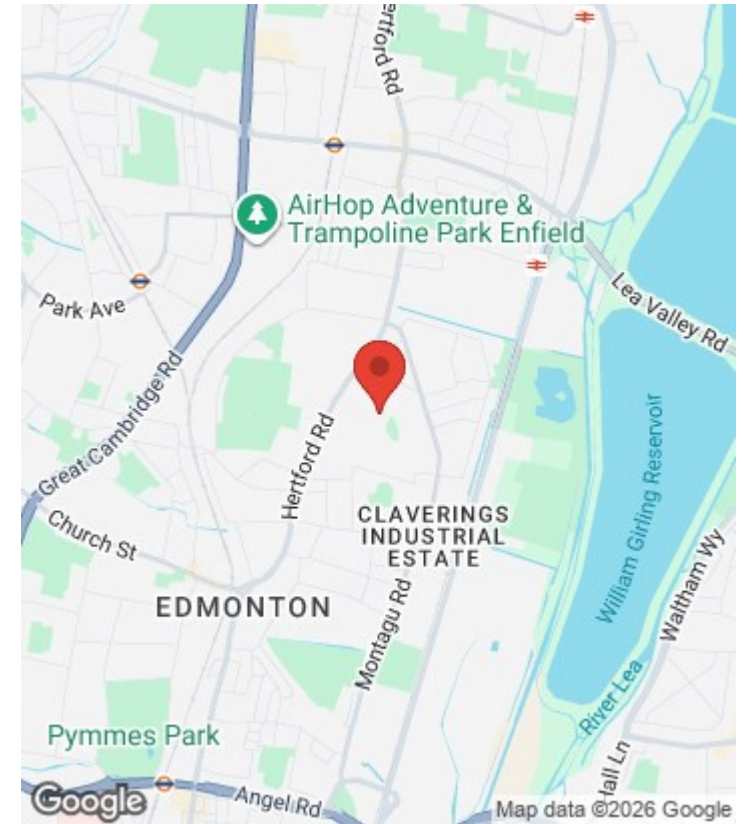 ertford Rd
AirHop Adventure &
Trampoline Park Enfield
Lea Valley Rd
Park Ave
Great Cambridge Rd
Hertford Rd
William Girling Reservoir
CLAVERINGS
INDUSTRIAL
ESTATE
Church St
Waltham Wy
EDMONTON
Montagu Rd
River Lea
Pymmes Park
Hall Ln
Angel Rd
Google
Map data ©2026 Google